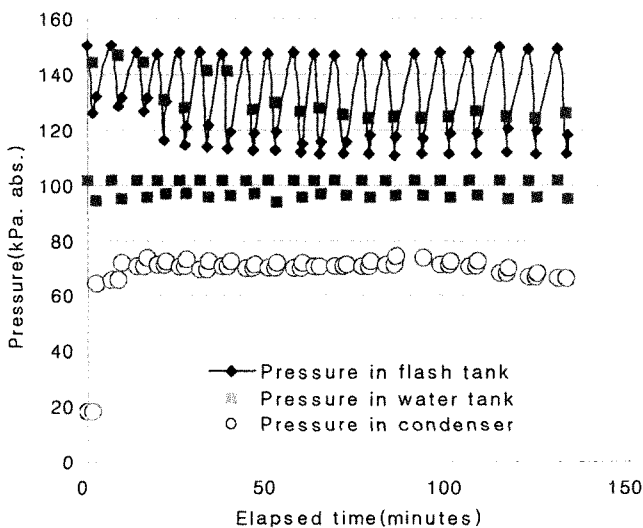 160
140
120
100
80
60
40
20
0
Pressure(kPa. abs.)
Pressure in flash tank
Pressure in water tank
Pressure in condenser
0
50
100
150
Elapsed time(minutes)